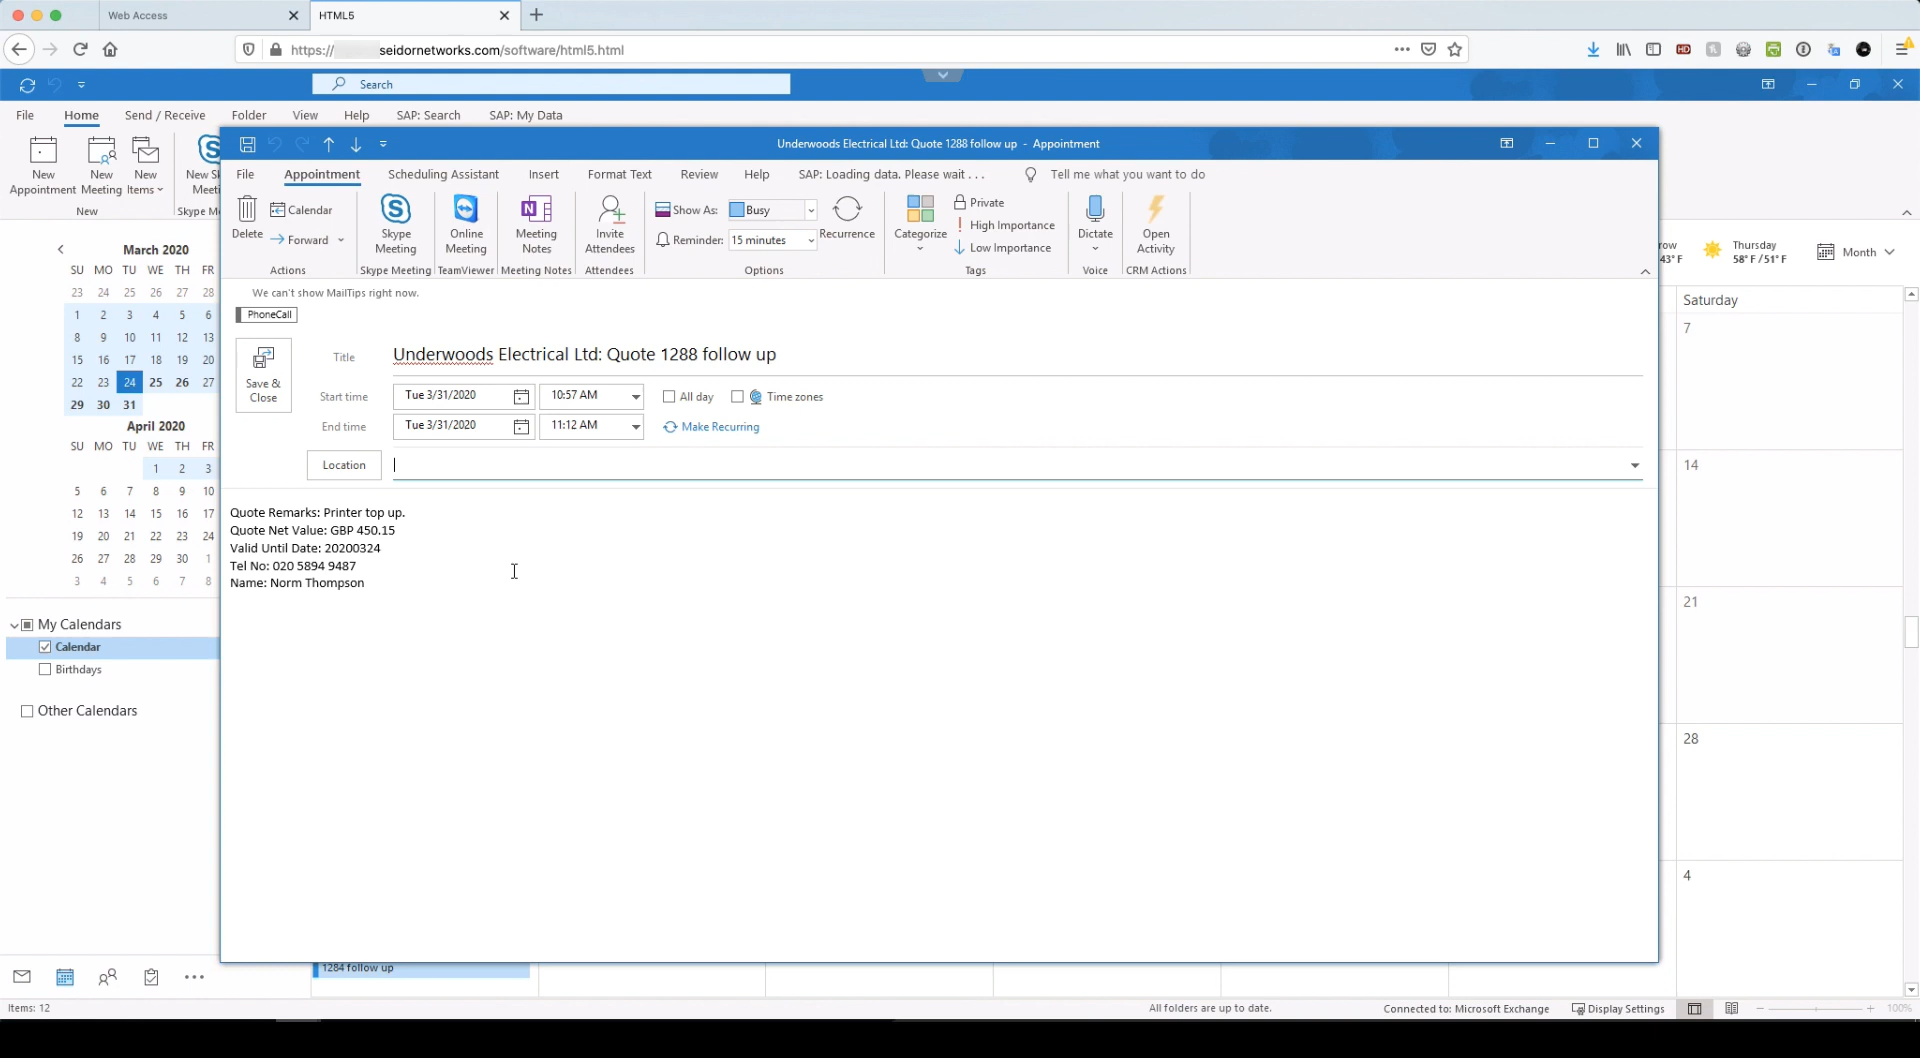 Web Access
HTML5
https://
seidornetworks.com/software/html5.html
Search
File Home Send / Receive Folder View Help SAP: Search SAP: My Data
New Appointment
New Meeting
New Items
New
Underwoods Electrical Ltd: Quote 1288 follow up - Appointment
File Appointment Scheduling Assistant Insert Format Text Review Help SAP: Loading data. Please wait . . . Tell me what you want to do
Delete
Calendar
Forward
Actions
Skype Meeting
Skype Meeting
Online Meeting
TeamViewer
Meeting Notes
Meeting Notes
Invite Attendees
Attendees
Show As: Busy
Reminder: 15 minutes
Recurrence
Options
Categorize
Private
High Importance
Low Importance
Tags
Dictate
Voice
Open Activity
CRM Actions
We can't show MailTips right now.
PhoneCall
Save & Close
Title Underwoods Electrical Ltd: Quote 1288 follow up
Start time Tue 3/31/2020 10:57 AM All day Time zones
End time Tue 3/31/2020 11:12 AM Make Recurring
Location
Quote Remarks: Printer top up.
Quote Net Value: GBP 450.15
Valid Until Date: 20200324
Tel No: 020 5894 9487
Name: Norm Thompson
March 2020
SU MO TU WE TH FR
23 24 25 26 27 28
1 2 3 4 5 6
8 9 10 11 12 13
15 16 17 18 19 20
22 23 24 25 26 27
29 30 31
April 2020
SU MO TU WE TH FR
1 2 3
5 6 7 8 9 10
12 13 14 15 16 17
19 20 21 22 23 24
26 27 28 29 30 1
3 4 5 6 7 8
My Calendars
Calendar
Birthdays
Other Calendars
43°F
Thursday
58°F/51°F
Month
Saturday
7
14
21
28
4
1284 follow up
Items: 12
All folders are up to date.
Connected to: Microsoft Exchange
Display Settings
100%